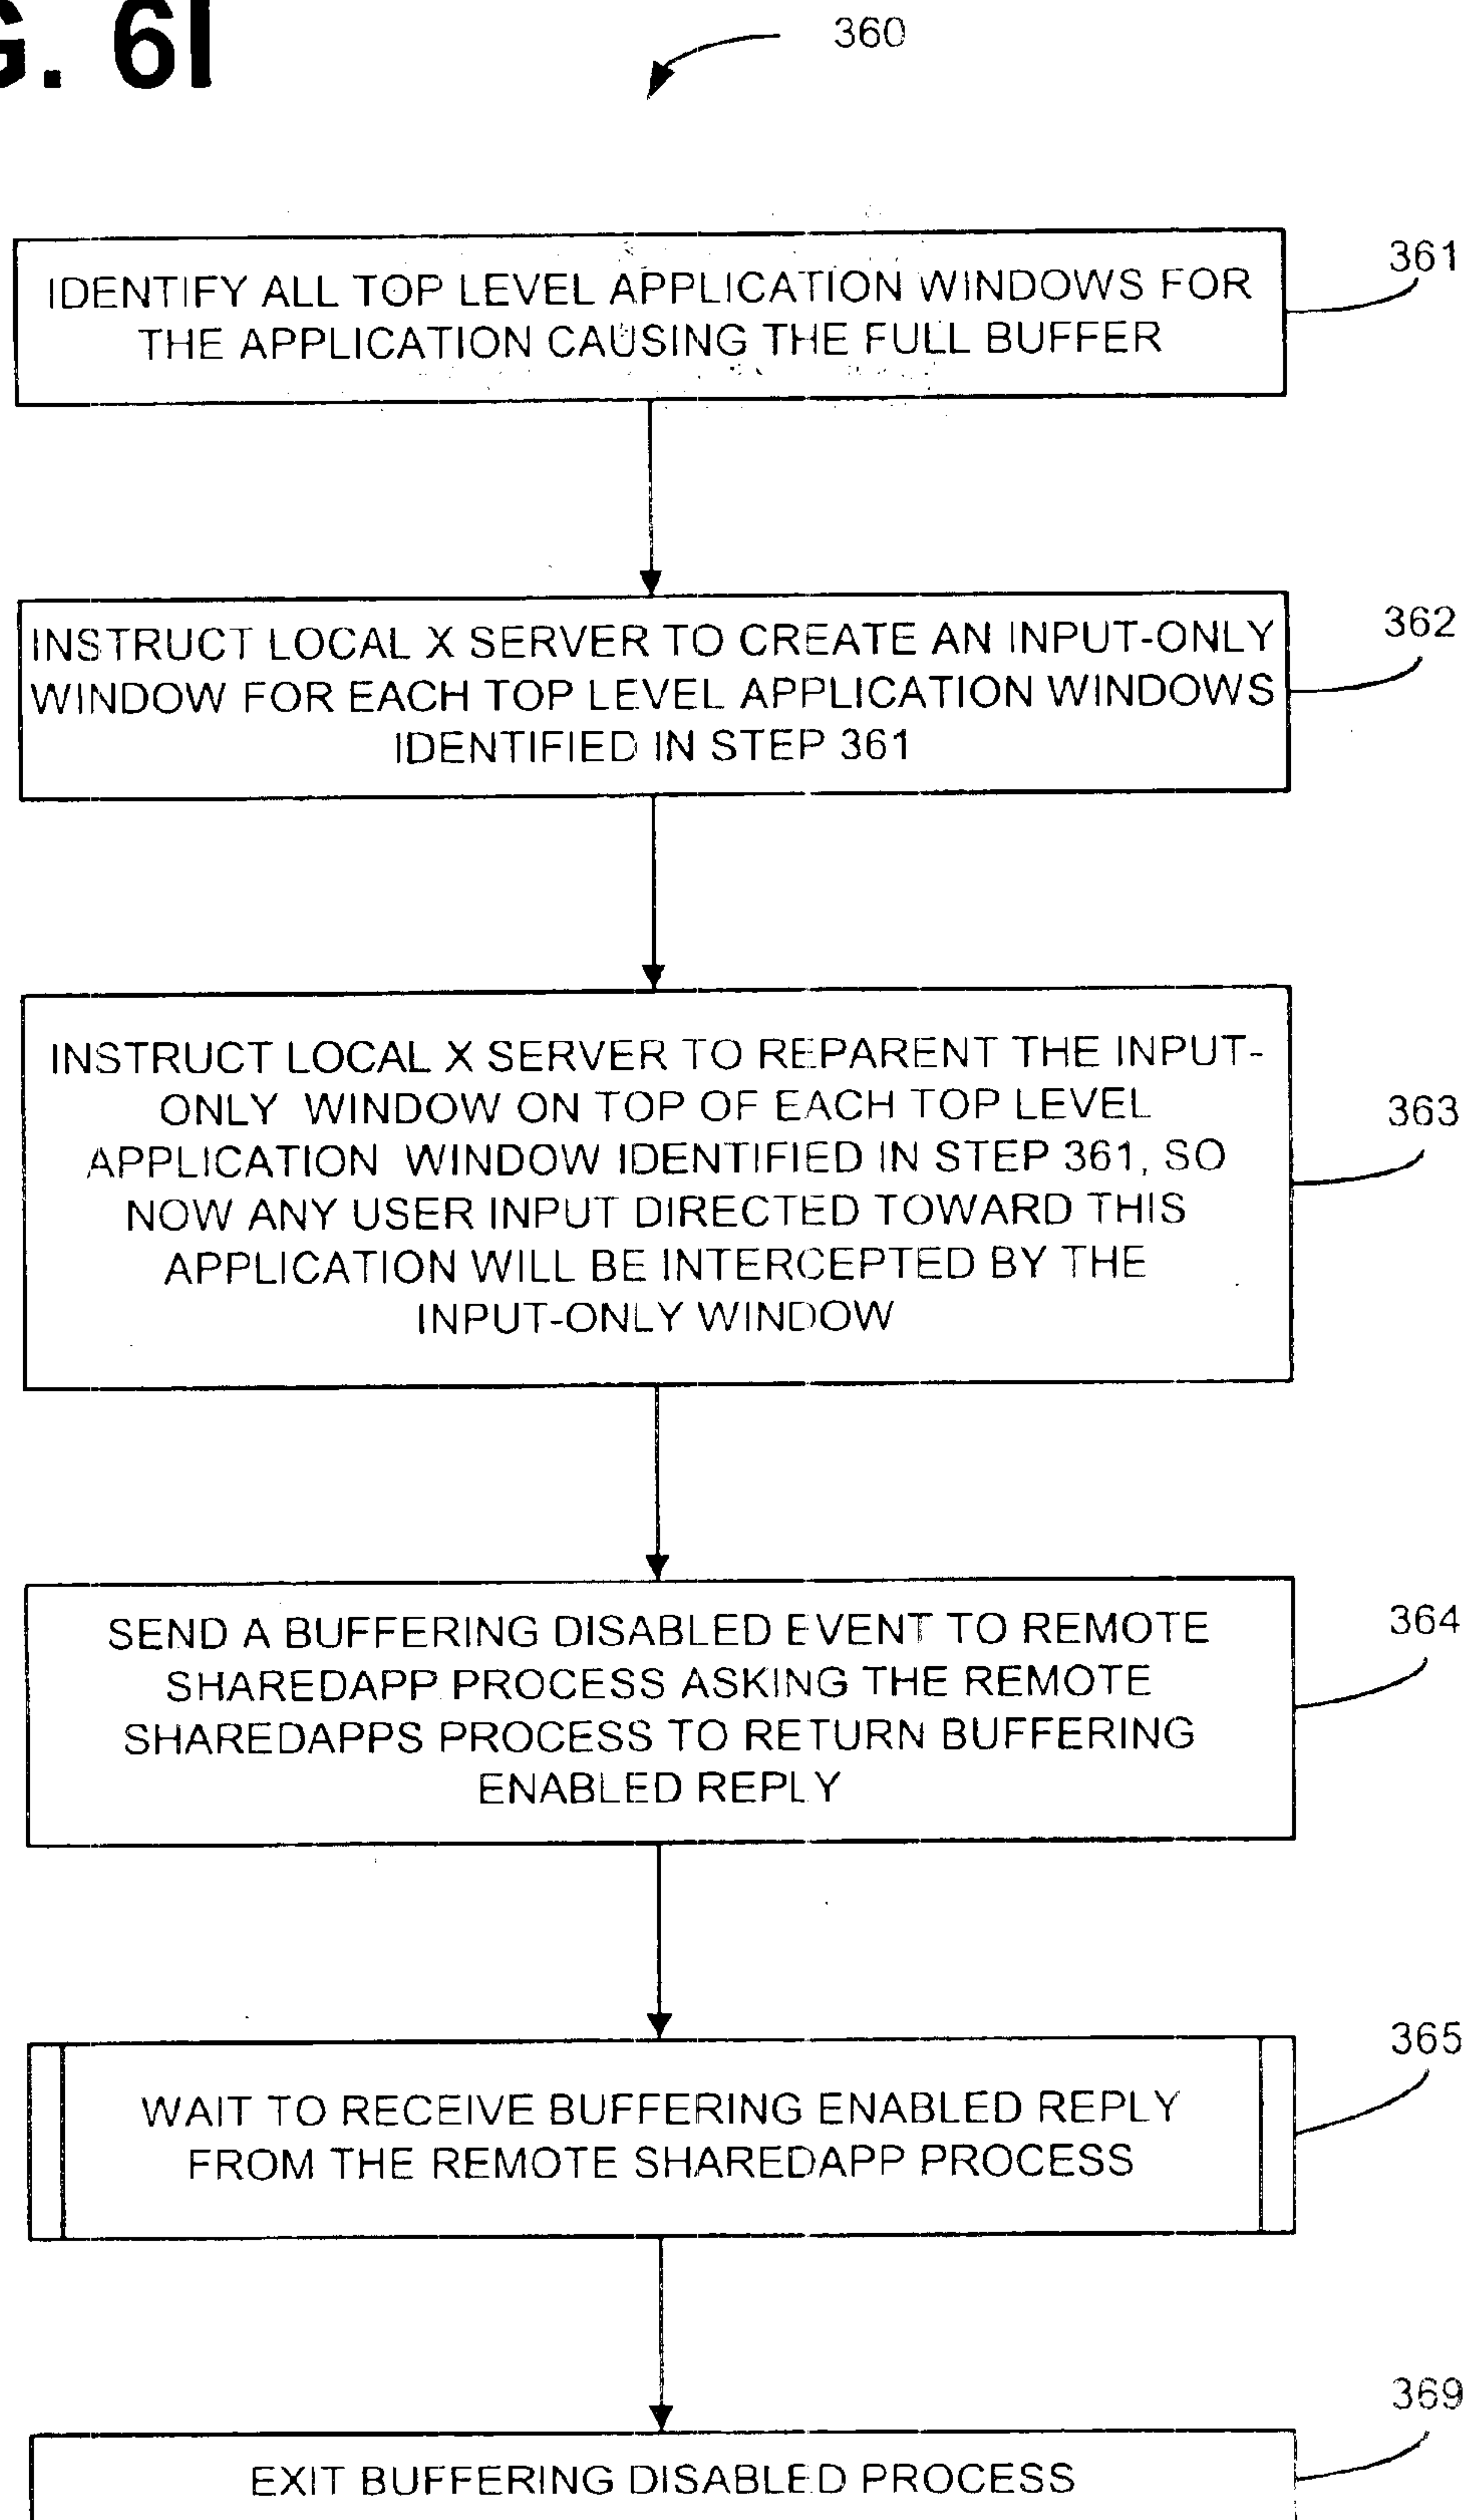 G. 6I
360
361
IDENTIFY ALL TOP LEVEL APPLICATION WINDOWS FOR
THE APPLICATION CAUSING THE FULL BUFFER
362
INSTRUCT LOCAL X SERVER TO CREATE AN INPUT-ONLY
WINDOW FOR EACH TOP LEVEL APPLICATION WINDOWS
IDENTIFIED IN STEP 361
363
INSTRUCT LOCAL X SERVER TO REPARENT THE INPUT-
ONLY WINDOW ON TOP OF EACH TOP LEVEL
APPLICATION WINDOW IDENTIFIED IN STEP 361, SO
NOW ANY USER INPUT DIRECTED TOWARD THIS
APPLICATION WILL BE INTERCEPTED BY THE
INPUT-ONLY WINDOW
364
SEND A BUFFERING DISABLED EVENT TO REMOTE
SHAREDAPP PROCESS ASKING THE REMOTE
SHAREDAPPS PROCESS TO RETURN BUFFERING
ENABLED REPLY
365
WAIT TO RECEIVE BUFFERING ENABLED REPLY
FROM THE REMOTE SHAREDAPP PROCESS
369
EXIT BUFFERING DISABLED PROCESS